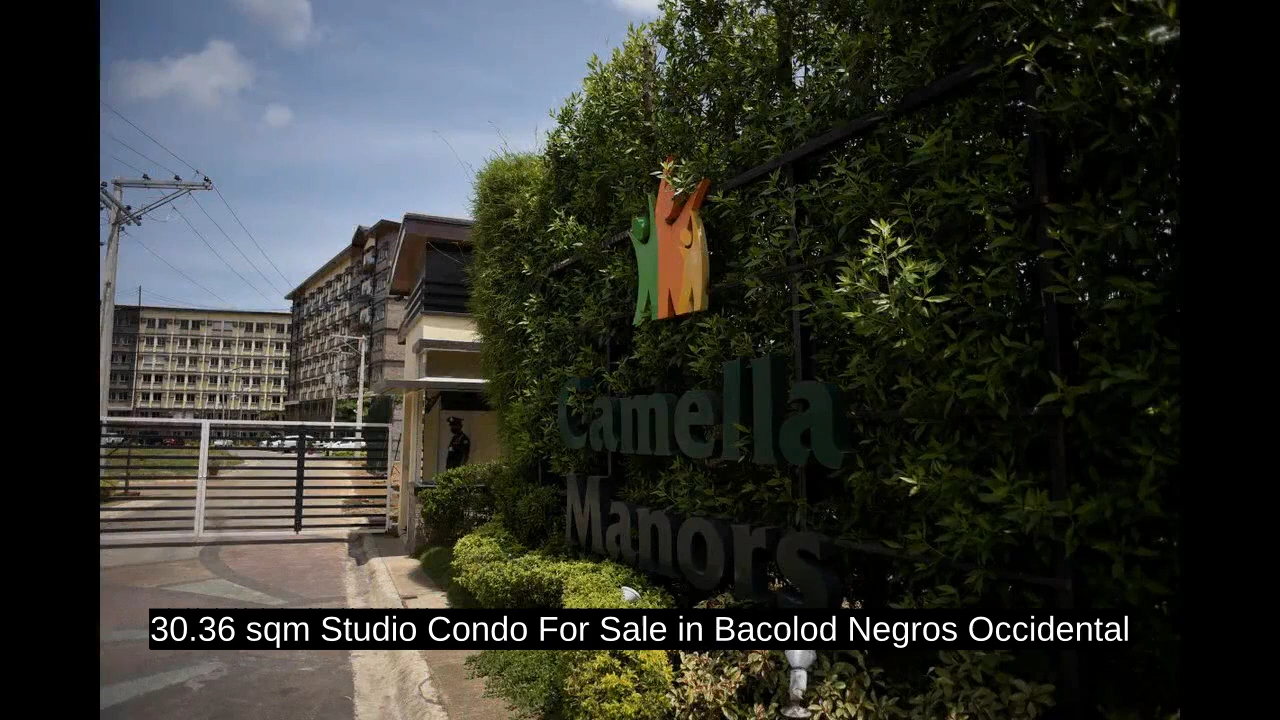 Camella
Manors
30.36 sqm Studio Condo For Sale in Bacolod Negros Occidental